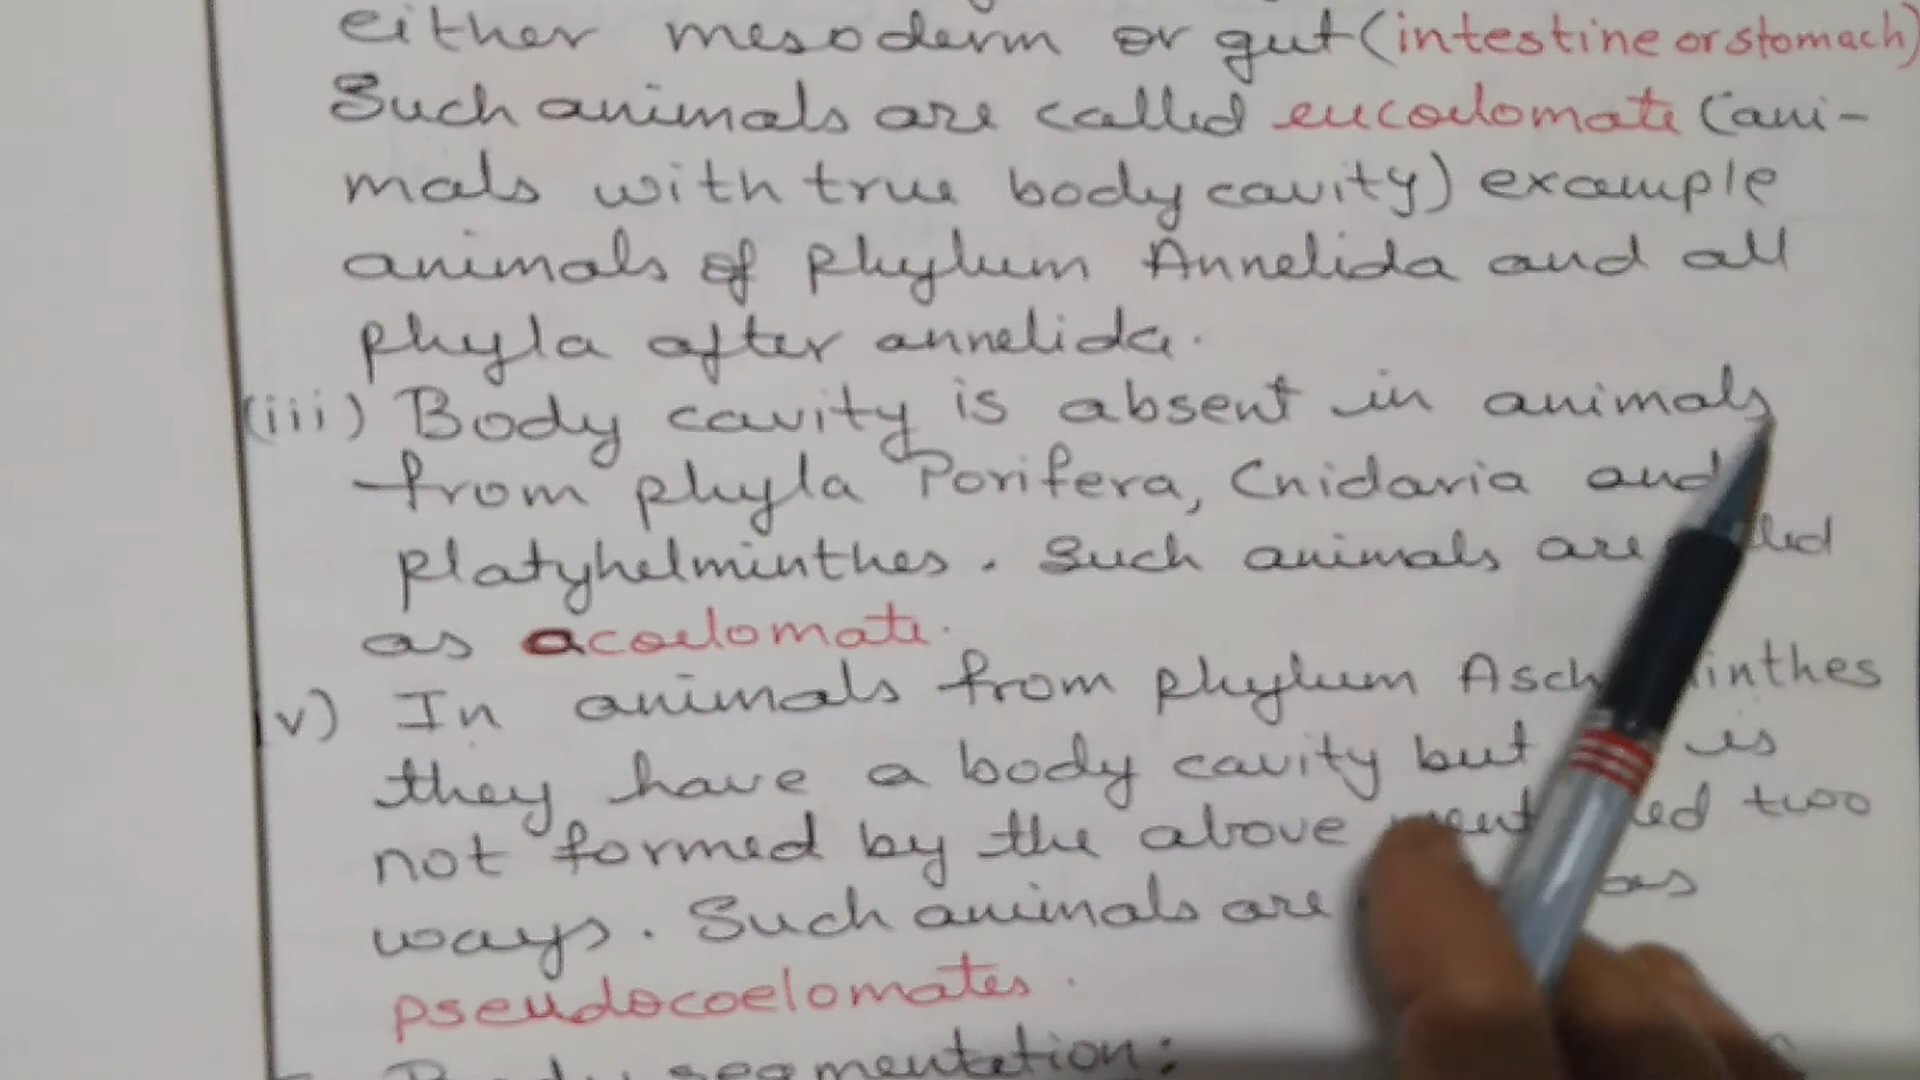 either mesoderm or gut (intestine or stomach)
Such animals are called eucoelomate (ani-
mals with true body cavity) example
animals of phylum Annelida and all
phyla after annelida.
(iii) Body cavity is absent in animals
from phyla Porifera, Cnidaria and
platyhelminthes. Such animals are
as acoelomate.
v) In animals from phylum
they have a body cavity but is
not formed by the above two
ways. Such animals are as
pseudocoelomates.
Body segmentation: